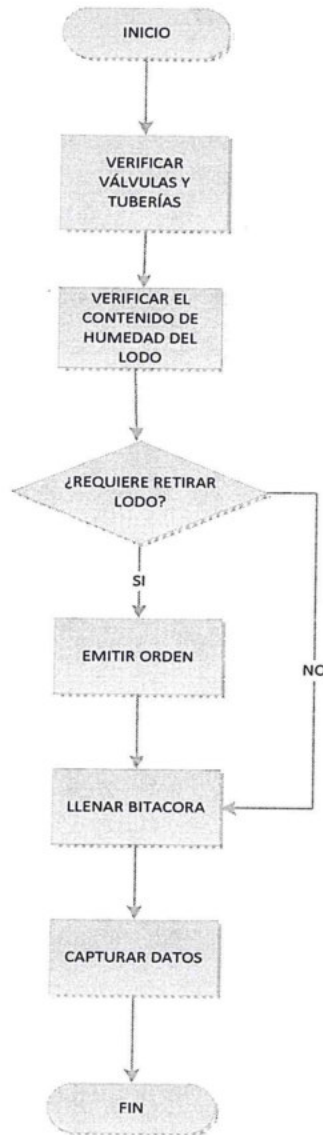 INICIO
VERIFICAR
VÁLVULAS Y
TUBERÍAS
VERIFICAR EL
CONTENIDO DE
HUMEDAD DEL
LODO
¿REQUIERE RETIRAR
LODO?
SI
EMITIR ORDEN
NO
LLENAR BITACORA
CAPTURAR DATOS
FIN